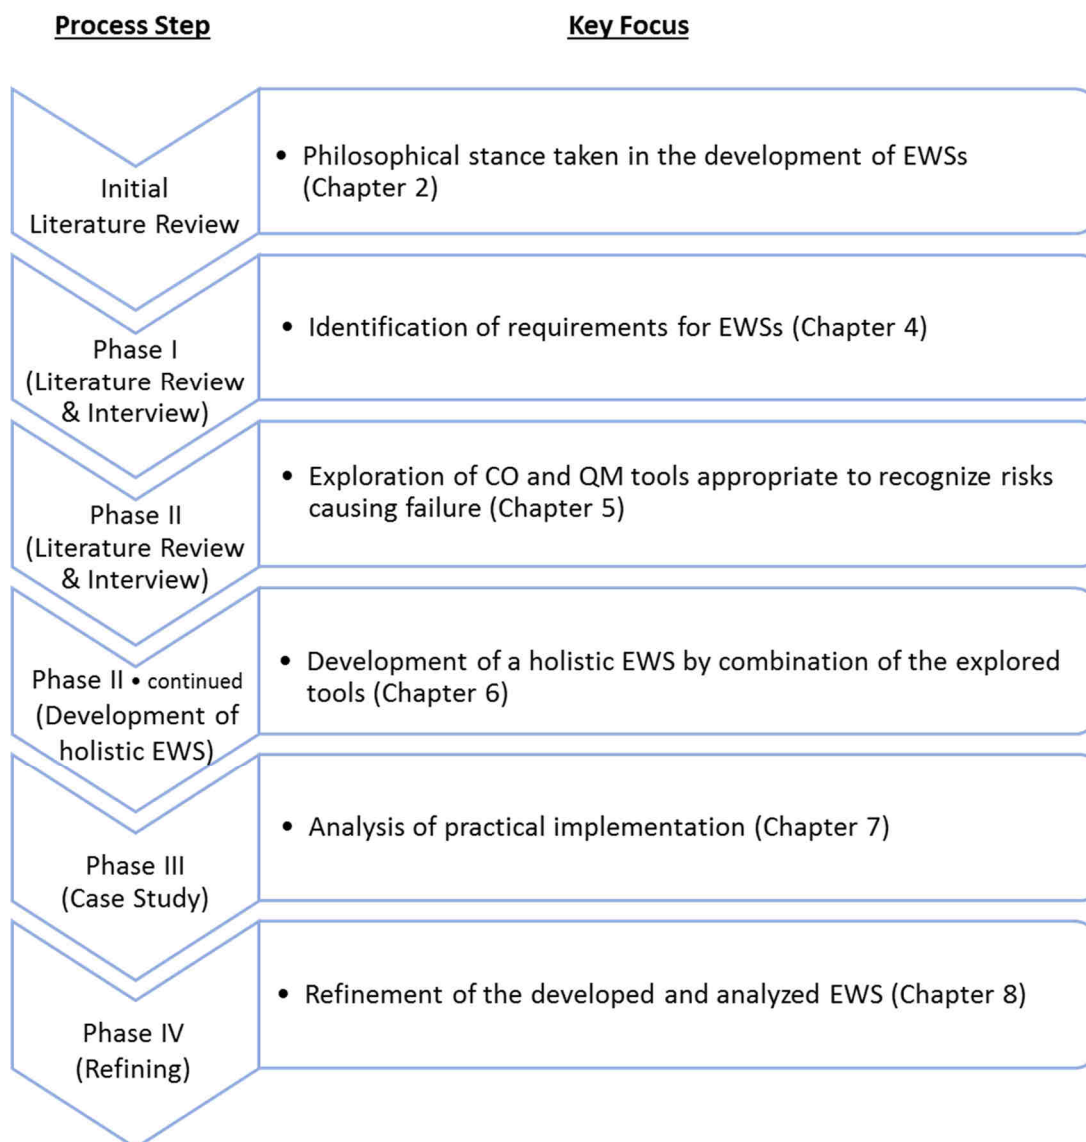 Process Step
Key Focus
Initial
Literature Review
• Philosophical stance taken in the development of EWSs
(Chapter 2)
Phase I
(Literature Review
& Interview)
• Identification of requirements for EWSs (Chapter 4)
Phase II
(Literature Review
& Interview)
• Exploration of CO and QM tools appropriate to recognize risks
causing failure (Chapter 5)
Phase II • continued
(Development of
holistic EWS)
• Development of a holistic EWS by combination of the explored
tools (Chapter 6)
Phase III
(Case Study)
• Analysis of practical implementation (Chapter 7)
Phase IV
(Refining)
• Refinement of the developed and analyzed EWS (Chapter 8)